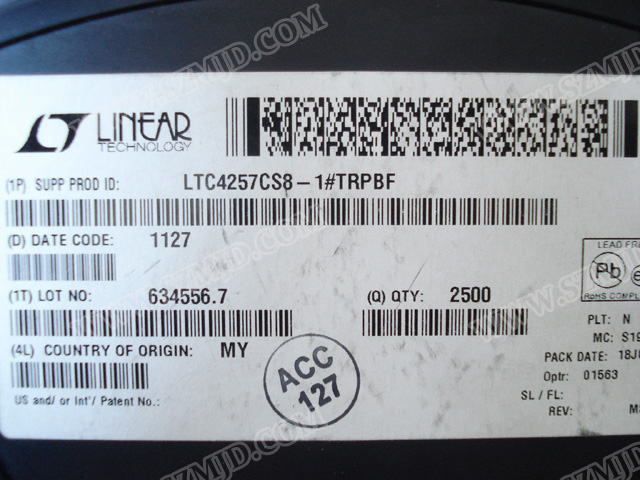 WWW.SZMJD.COM
LINEAR
TECHNOLOGY
(1P) SUPP PROD ID: LTC4257CS8-1#TRPBF
(D) DATE CODE: 1127
LEAD FR
Pb e
RoHS COMPL
(1T) LOT NO: 634556.7 (Q) QTY: 2500
PLT: N
MC: S19
(4L) COUNTRY OF ORIGIN: MY
PACK DATE: 18J
ACC
127
Optr: 01563
SL / FL:
US and/ or Int'/ Patent No.:
REV: M